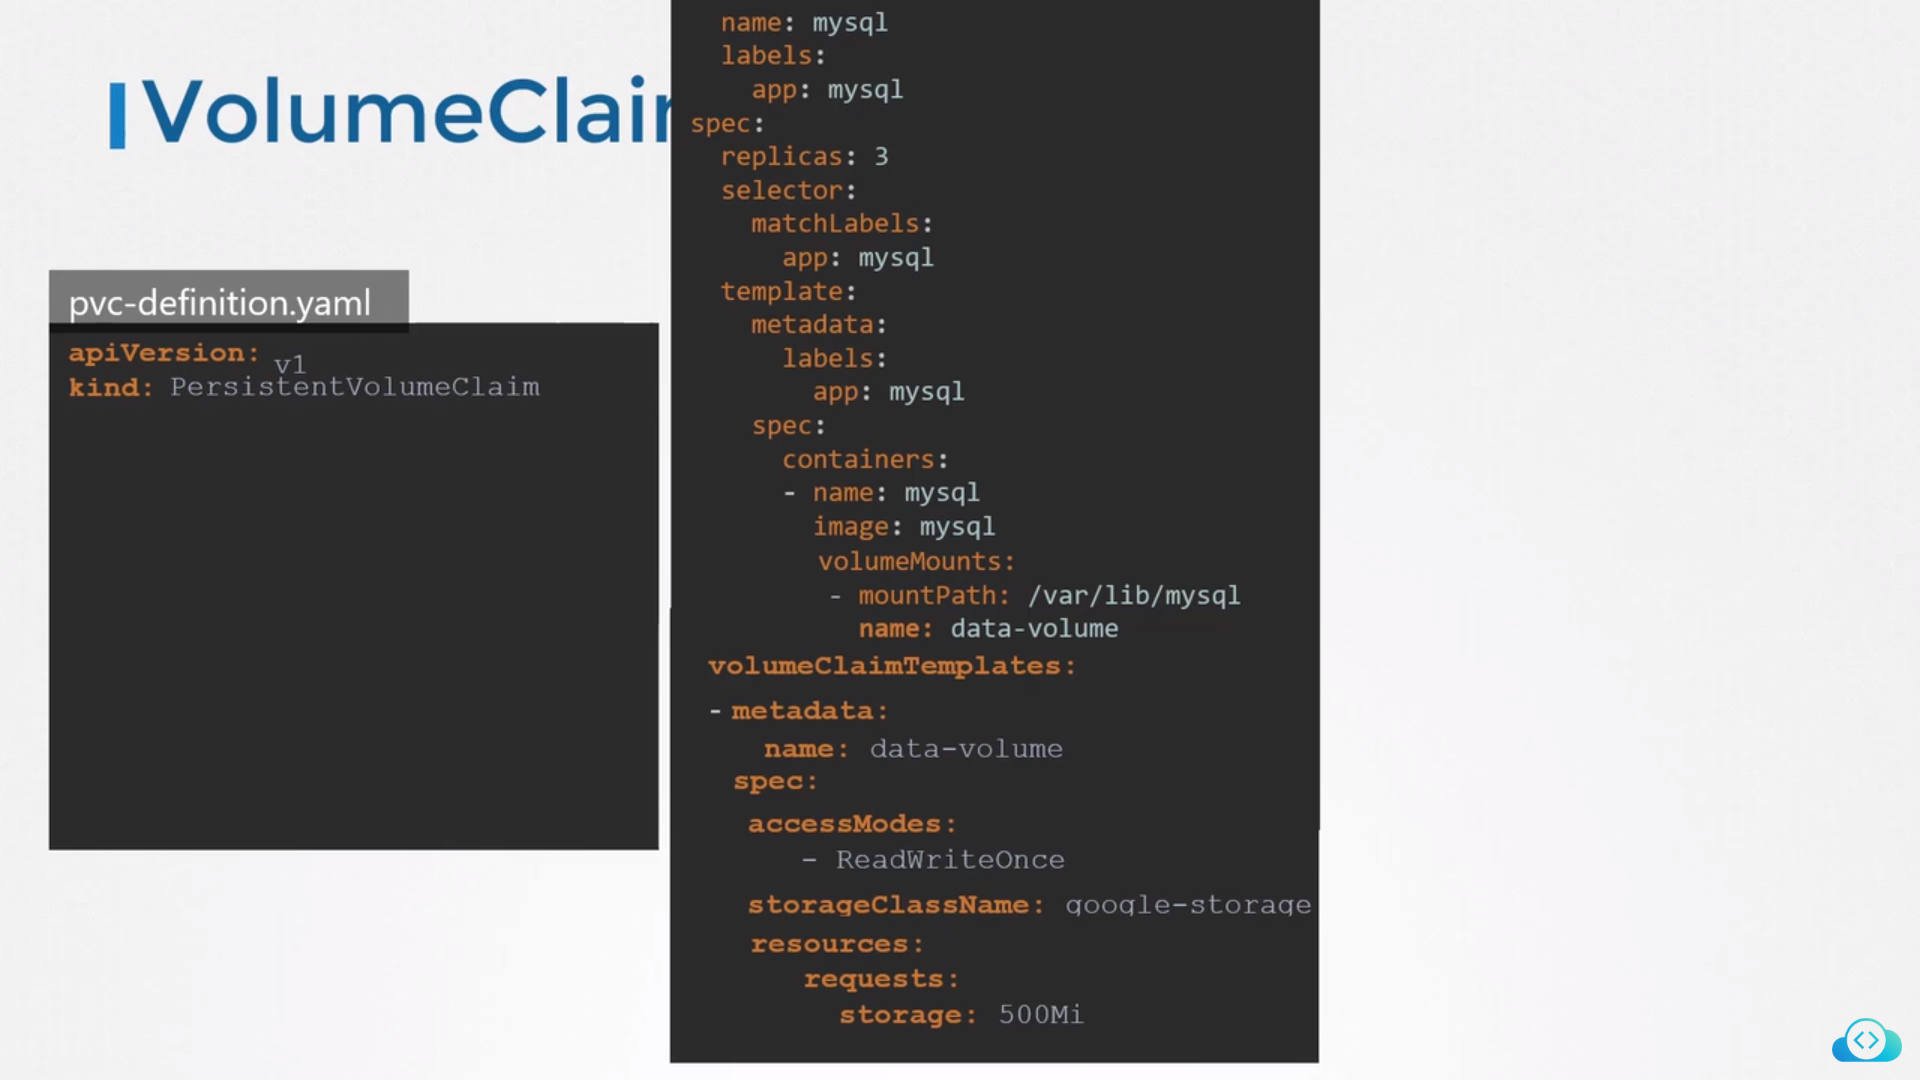 VolumeClai
pvc-definition.yaml
apiVersion: v1
kind: PersistentVolumeClaim
name: mysql
labels:
app: mysql
spec:
replicas: 3
selector:
matchLabels:
app: mysql
template:
metadata:
labels:
app: mysql
spec:
containers:
- name: mysql
image: mysql
volumeMounts:
- mountPath: /var/lib/mysql
name: data-volume
volumeClaimTemplates:
- metadata:
name: data-volume
spec:
accessModes:
- ReadWriteOnce
storageClassName: google-storage
resources:
requests:
storage: 500Mi